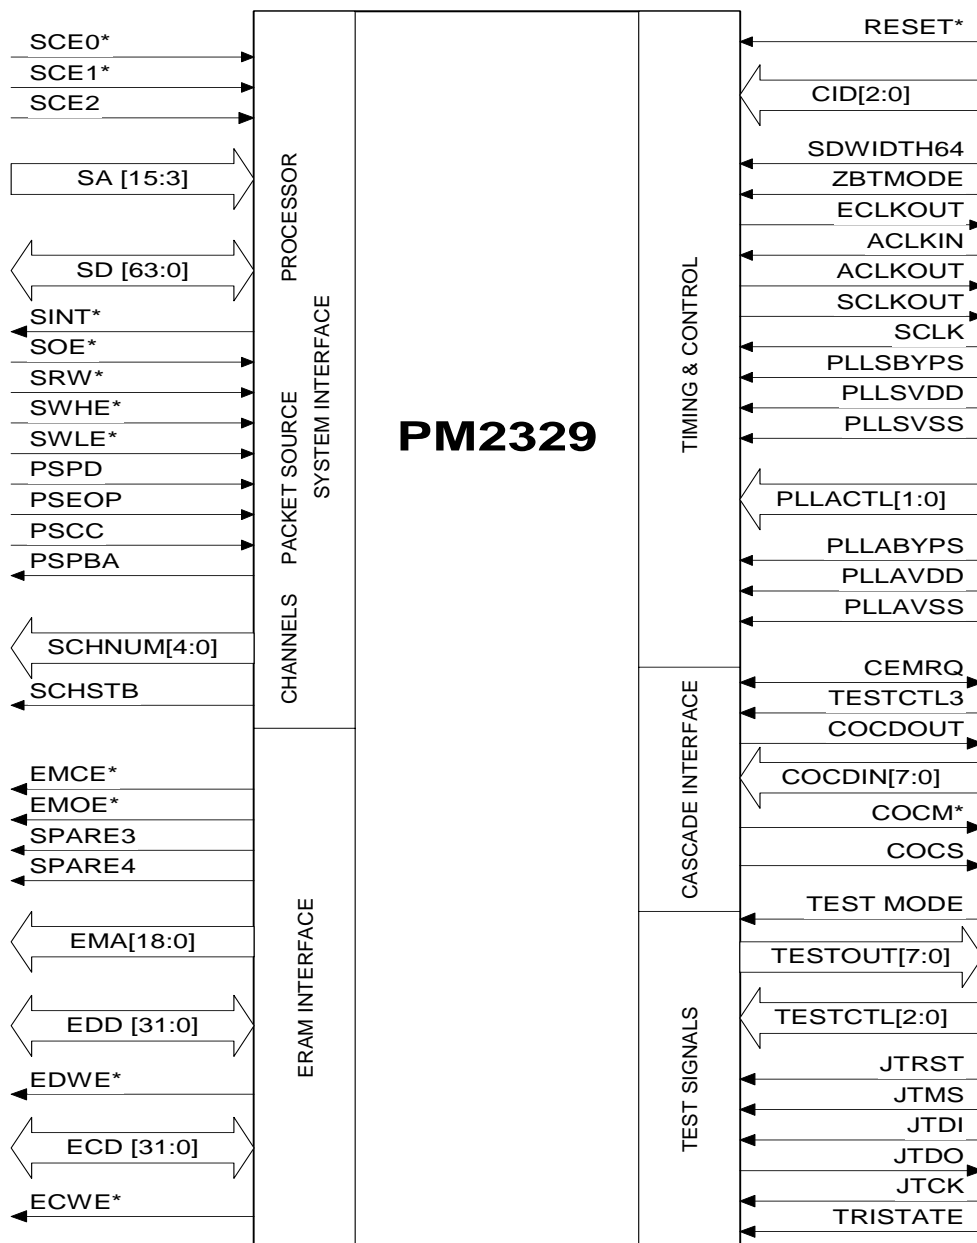 SCE0*
SCE1*
SCE2
SA [15:3]
SD [63:0]
SINT*
SOE*
SRW*
SWHE*
SWLE*
PSPD
PSEOP
PSCC
PSPBA
SCHNUM[4:0]
SCHSTB
EMCE*
EMOE*
SPARE3
SPARE4
EMA[18:0]
EDD [31:0]
EDWE*
ECD [31:0]
ECWE*
PROCESSOR
PACKET SOURCE
CHANNELS
SYSTEM INTERFACE
ERAM INTERFACE
PM2329
TIMING & CONTROL
CASCADE INTERFACE
TEST SIGNALS
RESET*
CID[2:0]
SDWIDTH64
ZBTMODE
ECLKOUT
ACLKIN
ACLKOUT
SCLKOUT
SCLK
PLLSBYPS
PLLSVDD
PLLSVSS
PLLACTL[1:0]
PLLABYPS
PLLAVDD
PLLAVSS
CEMRQ
TESTCTL3
COCDOUT
COCDIN[7:0]
COCM*
COCS
TEST MODE
TESTOUT[7:0]
TESTCTL[2:0]
JTRST
JTMS
JTDI
JTDO
JTCK
TRISTATE